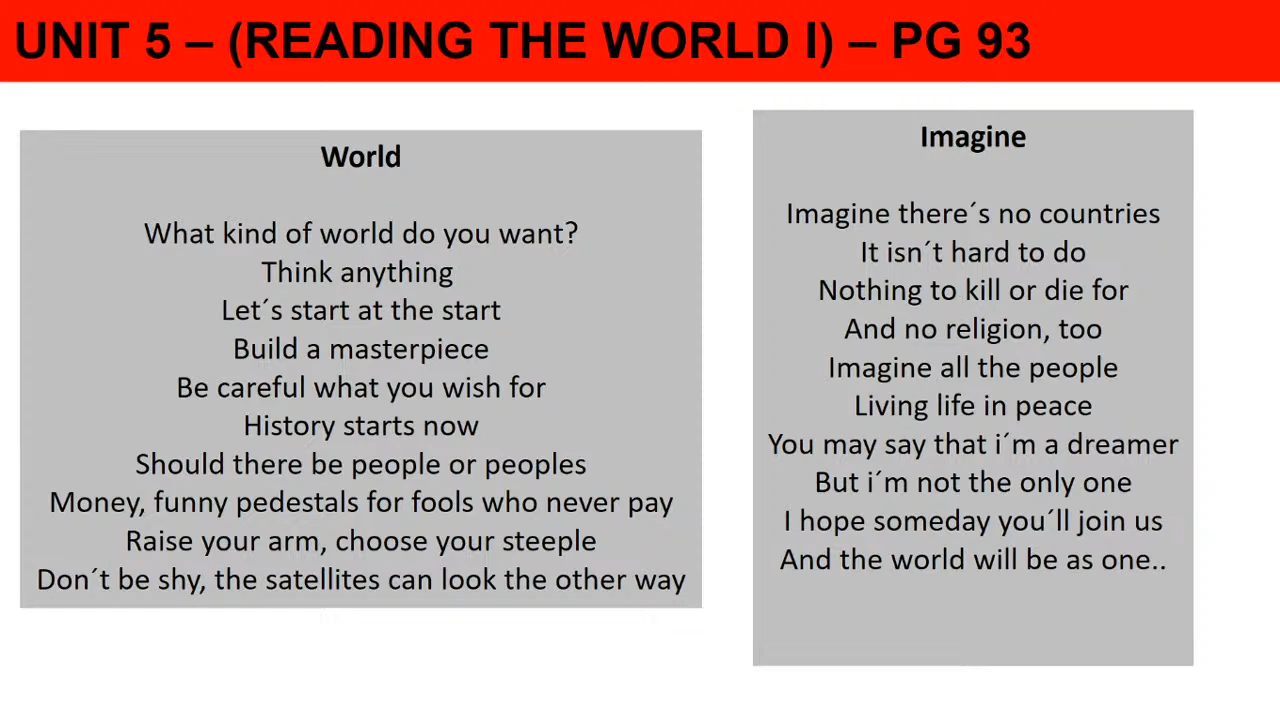 UNIT 5 – (READING THE WORLD I) – PG 93
World
What kind of world do you want?
Think anything
Let´s start at the start
Build a masterpiece
Be careful what you wish for
History starts now
Should there be people or peoples
Money, funny pedestals for fools who never pay
Raise your arm, choose your steeple
Don´t be shy, the satellites can look the other way
Imagine
Imagine there´s no countries
It isn´t hard to do
Nothing to kill or die for
And no religion, too
Imagine all the people
Living life in peace
You may say that i´m a dreamer
But i´m not the only one
I hope someday you´ll join us
And the world will be as one..